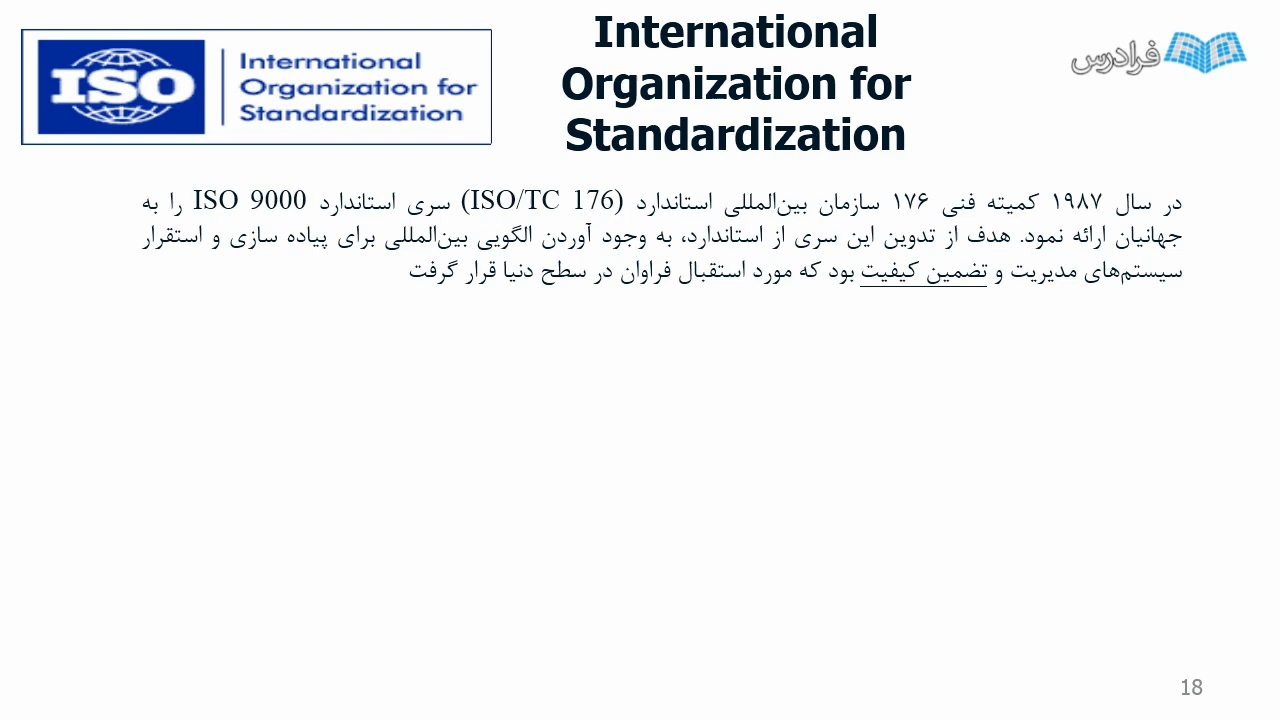 ISO
International
Organization for
Standardization
International
Organization for
Standardization
فرادرس
در سال ۱۹۸۷ کمیته فنی ۱۷۶ سازمان بین‌المللی استاندارد (ISO/TC 176) سری استاندارد ISO 9000 را به
جهانیان ارائه نمود. هدف از تدوین این سری از استاندارد، به وجود آوردن الگویی بین‌المللی برای پیاده سازی و استقرار
سیستم‌های مدیریت و تضمین کیفیت بود که مورد استقبال فراوان در سطح دنیا قرار گرفت
18